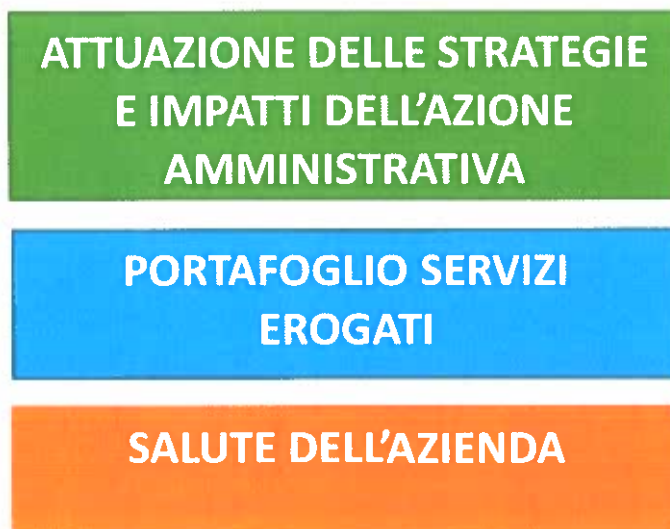 ATTUAZIONE DELLE STRATEGIE
E IMPATTI DELL'AZIONE
AMMINISTRATIVA
PORTAFOGLIO SERVIZI
EROGATI
SALUTE DELL'AZIENDA